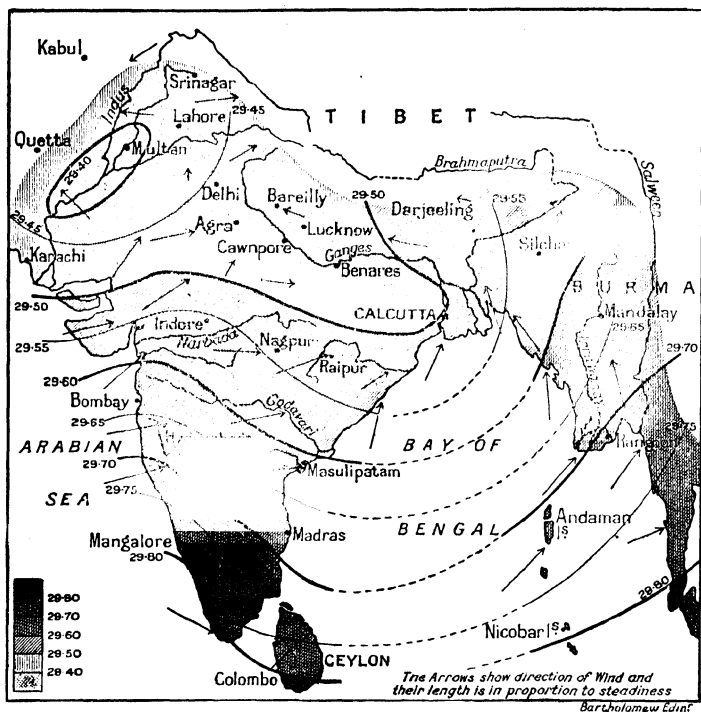 Kabul
Srinagar
Indus
29·45
Lahore
TIBET
Quetta
Multan
29·40
Brahmaputra
Salween
Delhi
Bareilly
29·50
Darjeeling
29·55
29·45
Agra
Lucknow
Silchar
Karachi
Cawnpore
Ganges
Benares
29·50
CALCUTTA
BURMA
Mandalay
29·65
Indore
29·55
Narbada
Nagpur
29·70
29·60
Raipur
Bombay
Godavari
29·65
ARABIAN
BAY OF
29·75
29·70
Masulipatam
29·75
SEA
BENGAL
Andaman
Is
Mangalore
Madras
29·80
29·80
29·80
29·70
29·60
29·50
Nicobar Is
29·40
CEYLON
Colombo
The Arrows show direction of Wind and
their length is in proportion to steadiness
Bartholomew Edinr